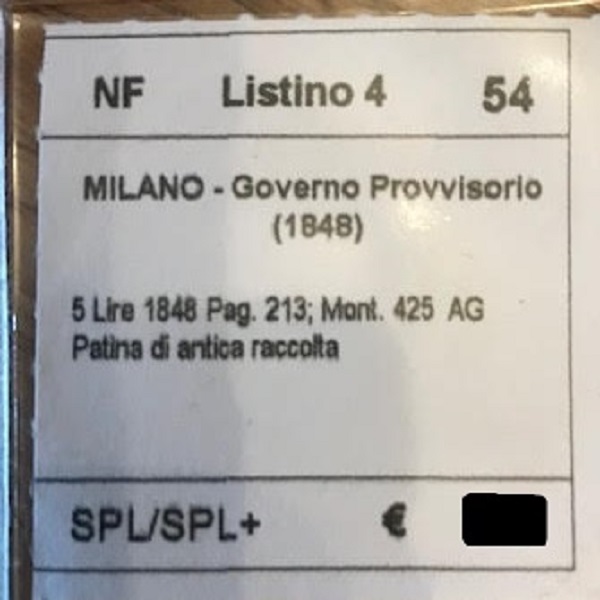 NF Listino 4 54
MILANO - Governo Provvisorio
(1848)
5 Lire 1848 Pag. 213; Mont. 425 AG
Patina di antica raccolta
SPL/SPL+ €